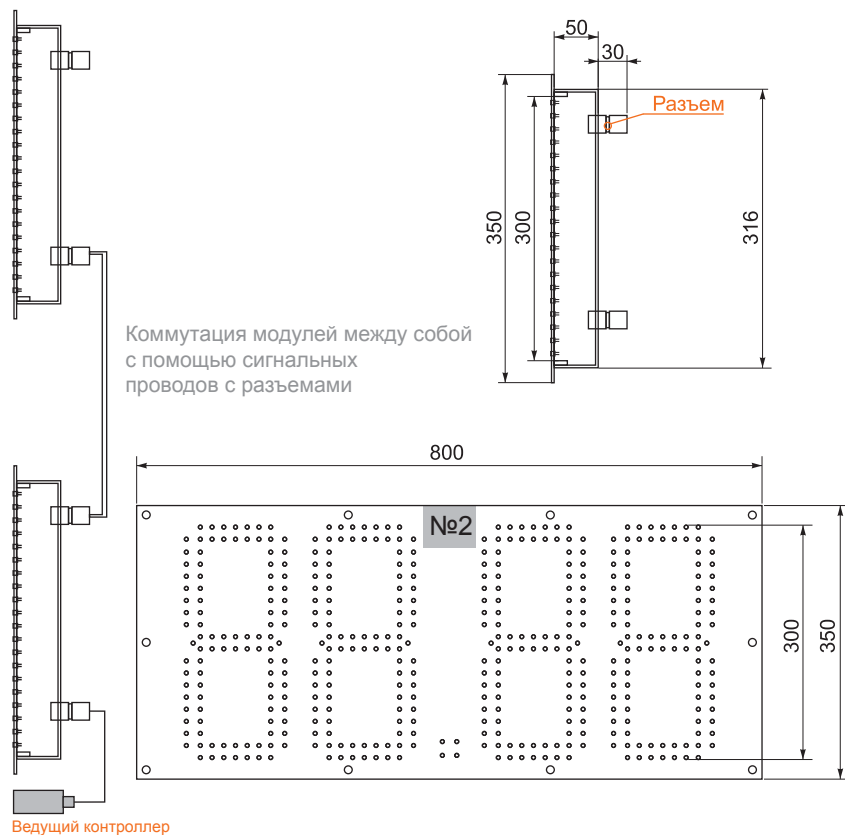 50
30
Разъем
350
300
316
Коммутация модулей между собой
с помощью сигнальных
проводов с разъемами
800
№2
300
350
Ведущий контроллер